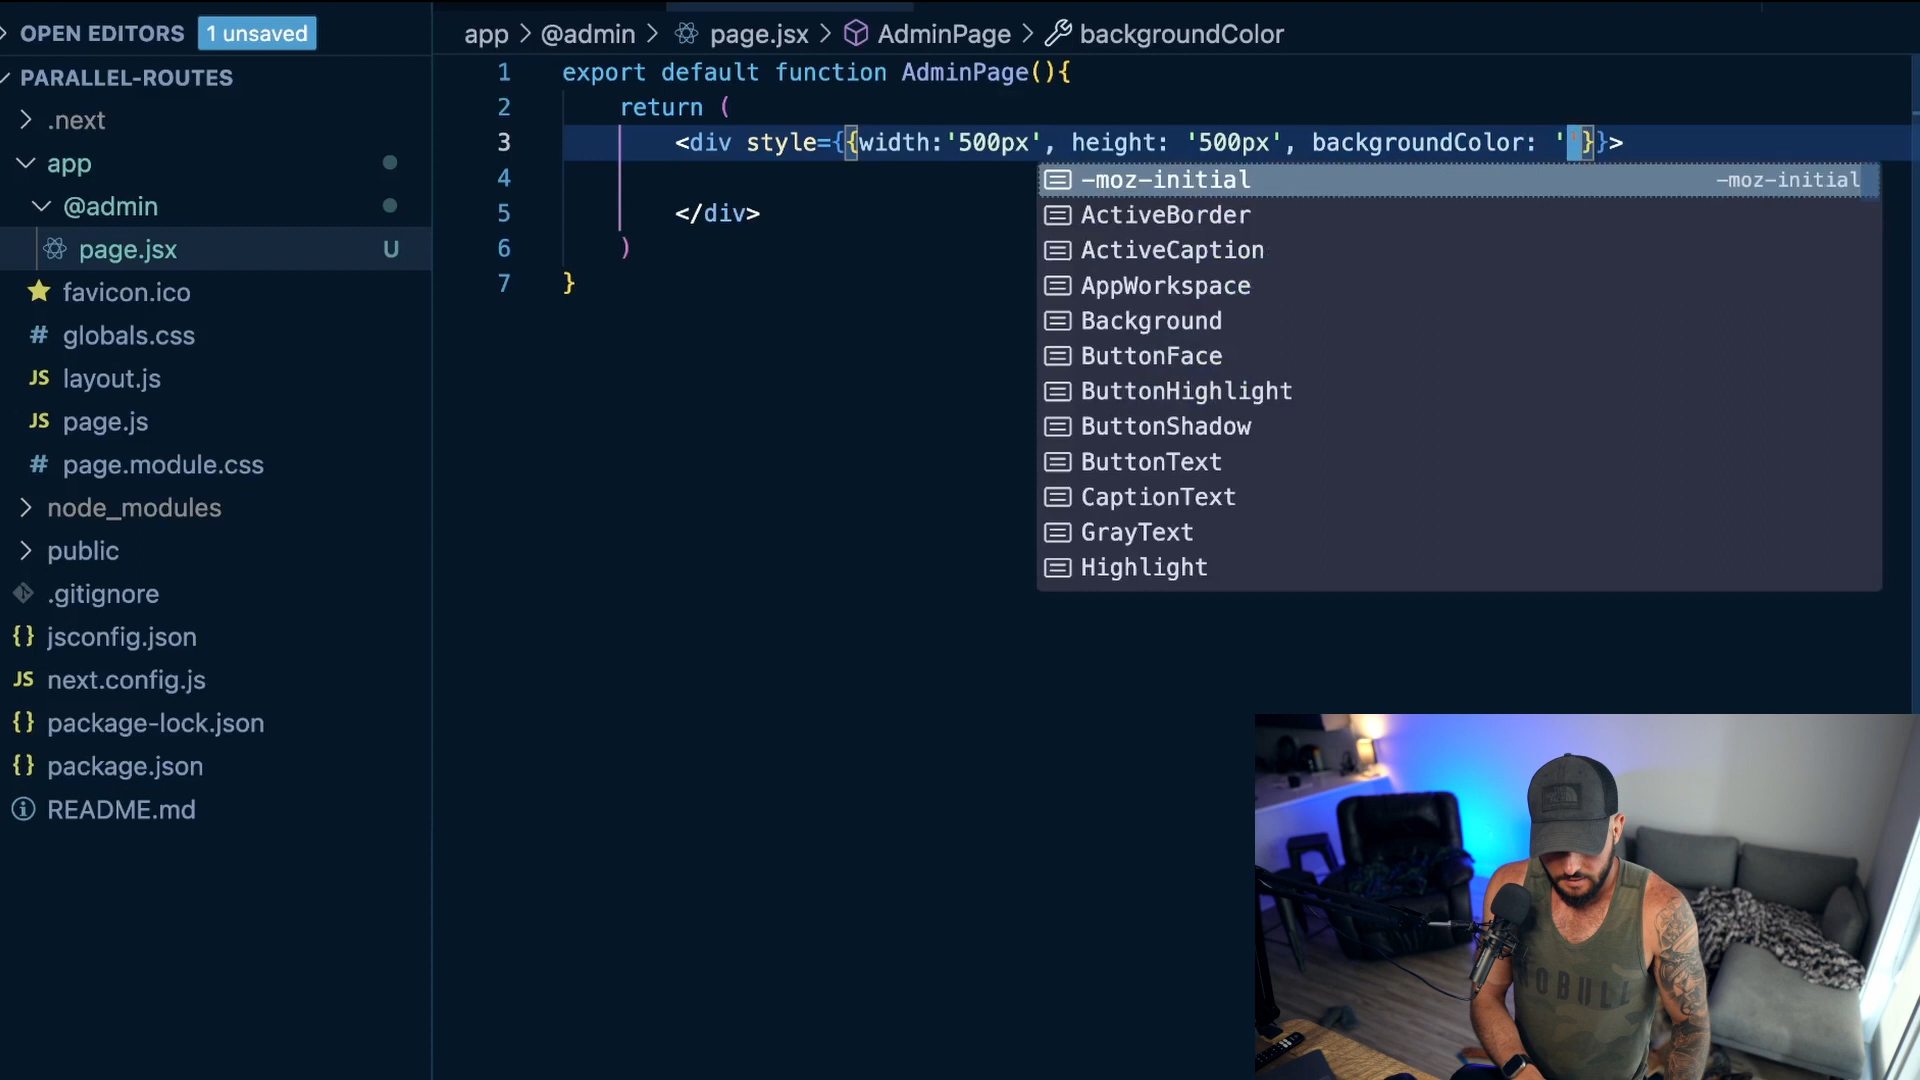 OPEN EDITORS 1 unsaved
PARALLEL-ROUTES
.next
app
@admin
page.jsx U
favicon.ico
globals.css
JS layout.js
JS page.js
page.module.css
node_modules
public
.gitignore
{} jsconfig.json
JS next.config.js
{} package-lock.json
{} package.json
README.md
app > @admin > page.jsx > AdminPage > backgroundColor
1 export default function AdminPage(){
2 return (
3 <div style={{width:'500px', height: '500px', backgroundColor: ''}}>
4
5 </div>
6 )
7 }
-moz-initial -moz-initial
ActiveBorder
ActiveCaption
AppWorkspace
Background
ButtonFace
ButtonHighlight
ButtonShadow
ButtonText
CaptionText
GrayText
Highlight
NOBULL